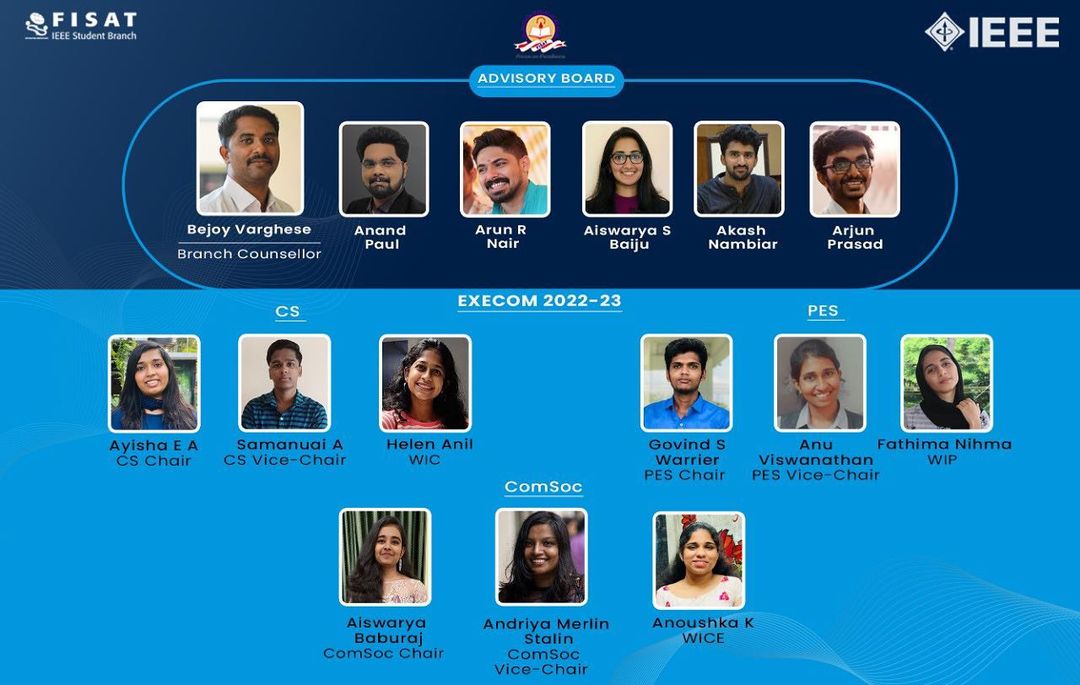 FISAT
IEEE Student Branch
IEEE
ADVISORY BOARD
Bejoy Varghese
Branch Counsellor
Anand
Paul
Arun R
Nair
Aiswarya S
Baiju
Akash
Nambiar
Arjun
Prasad
EXECOM 2022-23
CS
PES
Ayisha E A
CS Chair
Samanuai A
CS Vice-Chair
Helen Anil
WIC
Govind S
Warrier
PES Chair
Anu
Viswanathan
PES Vice-Chair
Fathima Nihma
WIP
ComSoc
Aiswarya
Baburaj
ComSoc Chair
Andriya Merlin
Stalin
ComSoc
Vice-Chair
Anoushka K
WICE